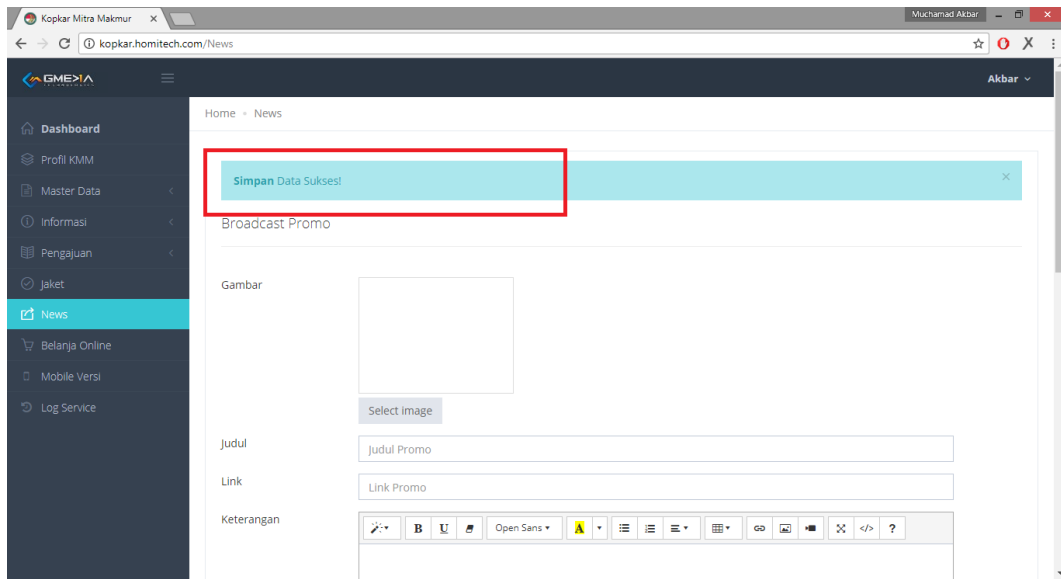 Kopkar Mitra Makmur
Muchamad Akbar
kopkar.homitech.com/News
GMEDIA
Akbar
Home News
Dashboard
Profil KMM
Master Data
Informasi
Pengajuan
Jaket
News
Belanja Online
Mobile Versi
Log Service
Simpan Data Sukses!
Broadcast Promo
Gambar
Select image
Judul
Judul Promo
Link
Link Promo
Keterangan
B U Open Sans A </> ?